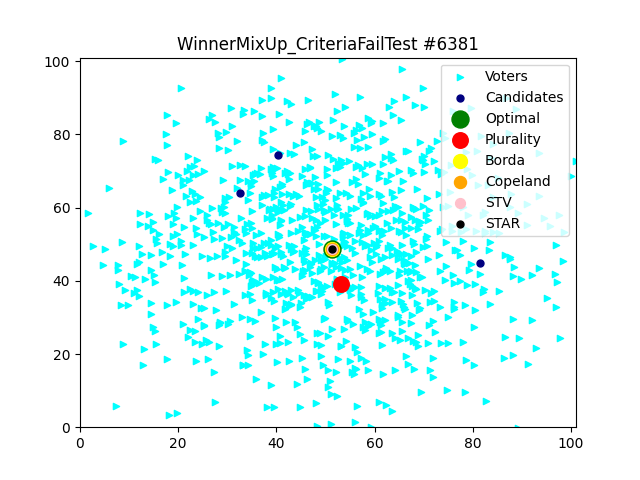 WinnerMixUp_CriteriaFailTest #6381
Voters
Candidates
Optimal
Plurality
Borda
Copeland
STV
STAR
100
80
60
40
20
0
0 20 40 60 80 100